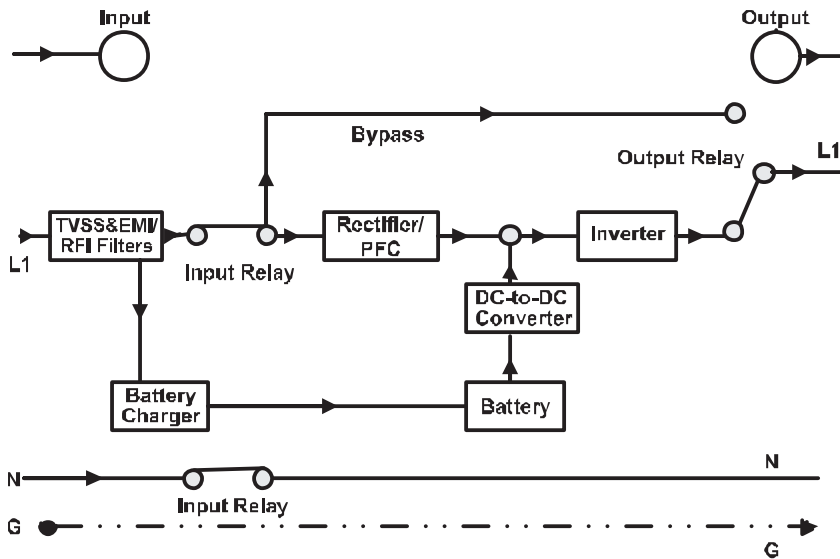 Input
Output
Bypass
Output Relay
L1
TVSS&EMI/
RFI Filters
Rectifier/
PFC
Inverter
L1
Input Relay
DC-to-DC
Converter
Battery
Charger
Battery
N
N
Input Relay
G
G